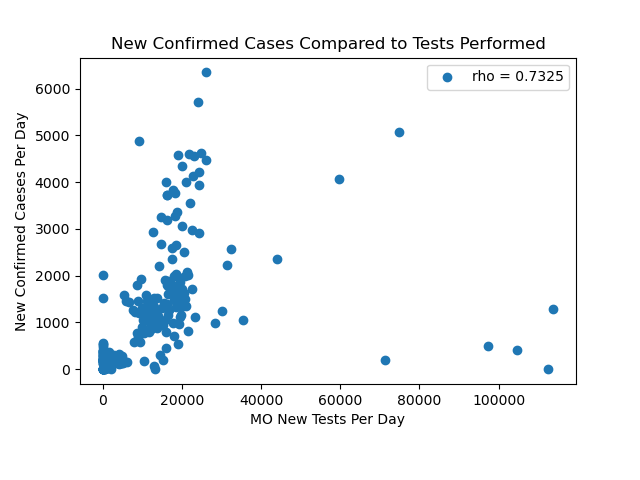 New Confirmed Cases Compared to Tests Performed
rho = 0.7325
6000
5000
4000
3000
2000
1000
0
New Confirmed Caeses Per Day
0 20000 40000 60000 80000 100000
MO New Tests Per Day